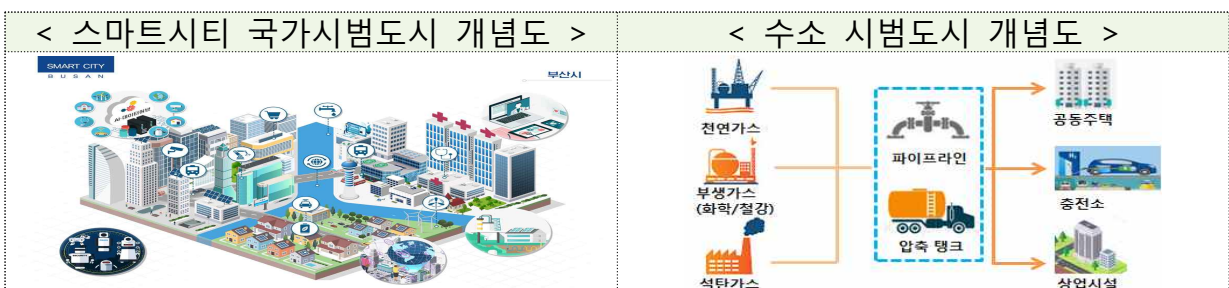 < 스마트시티 국가시범도시 개념도 >
SMART CITY
BUSAN
부산시
< 수소 시범도시 개념도 >
천연가스
부생가스
(화학/철강)
석탄가스
파이프라인
압축 탱크
공동주택
H₂
충전소
상업시설